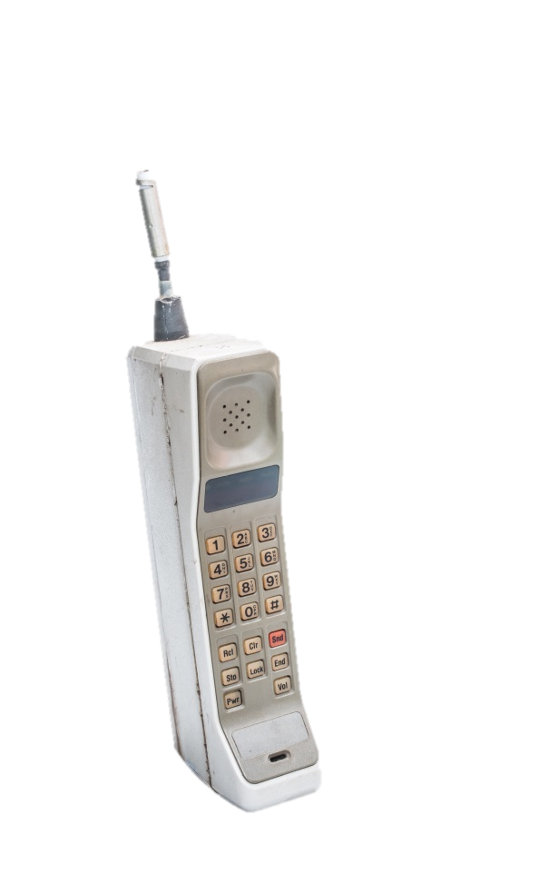 1 2 3
4 5 6
7 8 9
* 0 #
Rcl Clr Snd
Sto Lock End
Pwr Vol